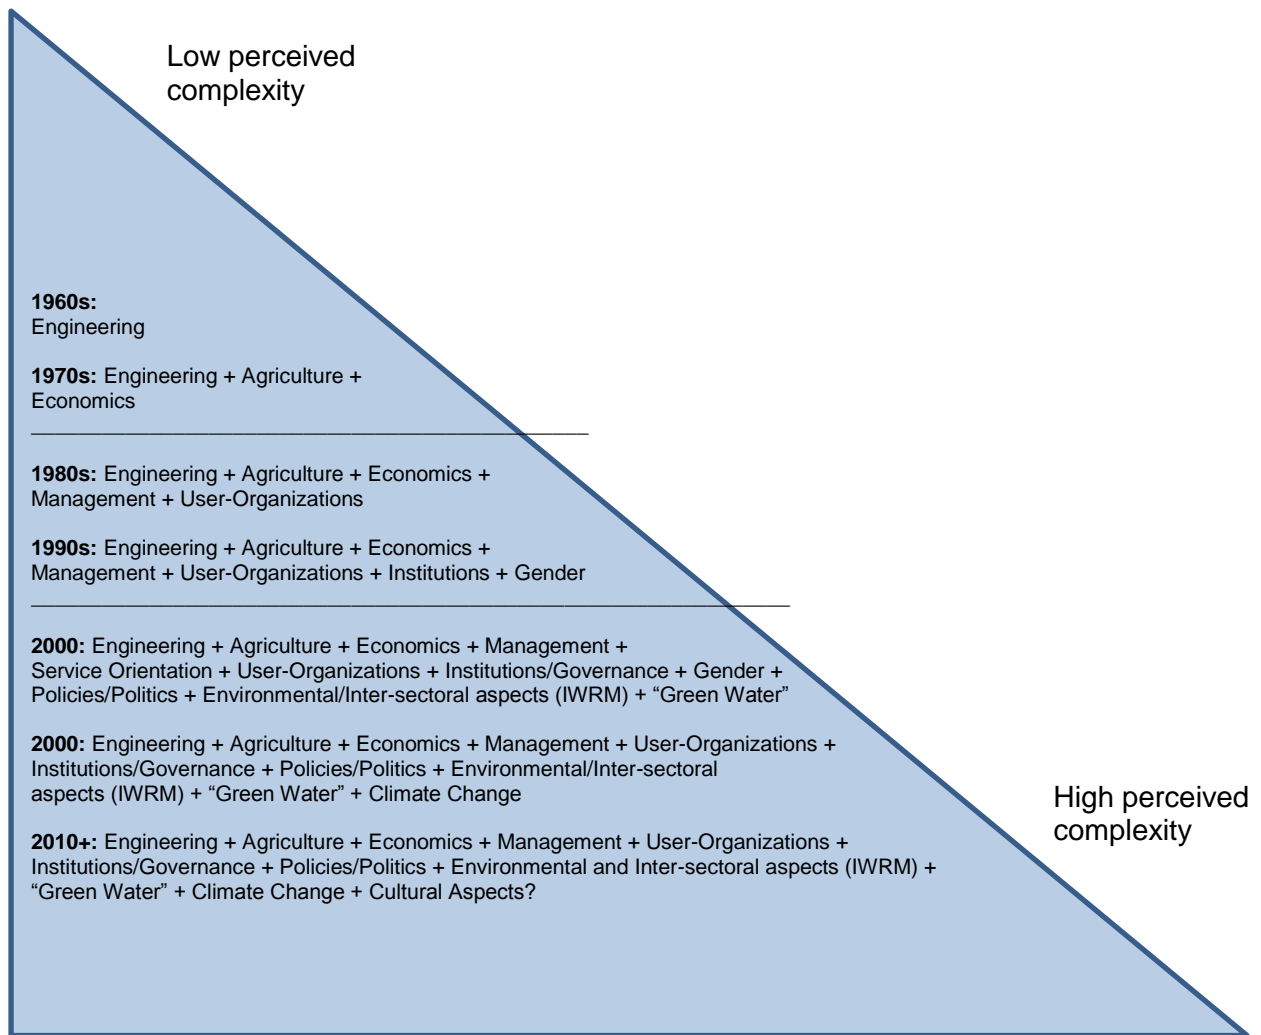 Low perceived
complexity
1960s:
Engineering
1970s: Engineering + Agriculture +
Economics
1980s: Engineering + Agriculture + Economics +
Management + User-Organizations
1990s: Engineering + Agriculture + Economics +
Management + User-Organizations + Institutions + Gender
2000: Engineering + Agriculture + Economics + Management +
Service Orientation + User-Organizations + Institutions/Governance + Gender +
Policies/Politics + Environmental/Inter-sectoral aspects (IWRM) + “Green Water”
2000: Engineering + Agriculture + Economics + Management + User-Organizations +
Institutions/Governance + Policies/Politics + Environmental/Inter-sectoral
aspects (IWRM) + “Green Water” + Climate Change
High perceived
complexity
2010+: Engineering + Agriculture + Economics + Management + User-Organizations +
Institutions/Governance + Policies/Politics + Environmental and Inter-sectoral aspects (IWRM) +
“Green Water” + Climate Change + Cultural Aspects?